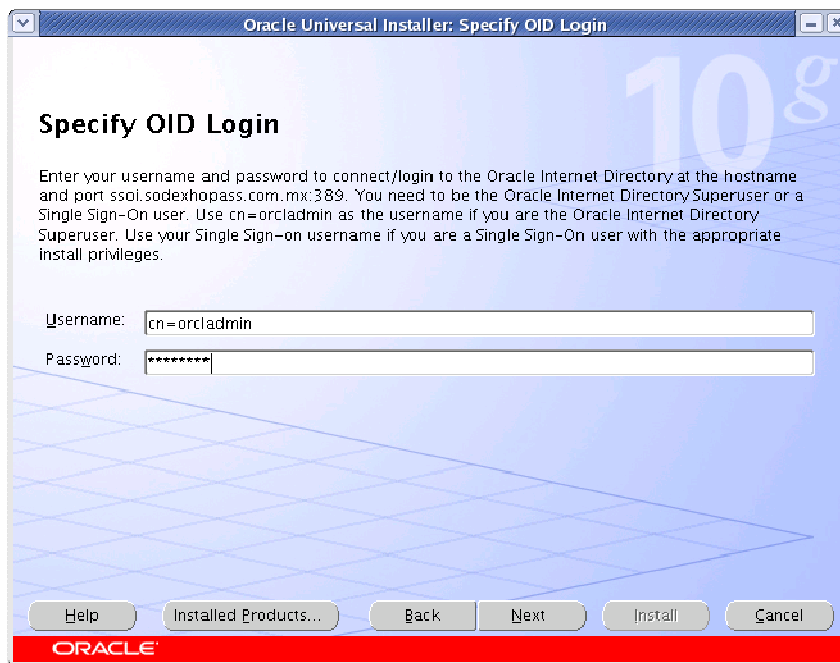 Oracle Universal Installer: Specify OID Login
10g
Specify OID Login
Enter your username and password to connect/login to the Oracle Internet Directory at the hostname
and port ssoi.sodexhopass.com.mx:389. You need to be the Oracle Internet Directory Superuser or a
Single Sign-On user. Use cn=orcladmin as the username if you are the Oracle Internet Directory
Superuser. Use your Single Sign-on username if you are a Single Sign-On user with the appropriate
install privileges.
Username: cn=orcladmin
Password: ********
Help Installed Products... Back Next Install Cancel
ORACLE